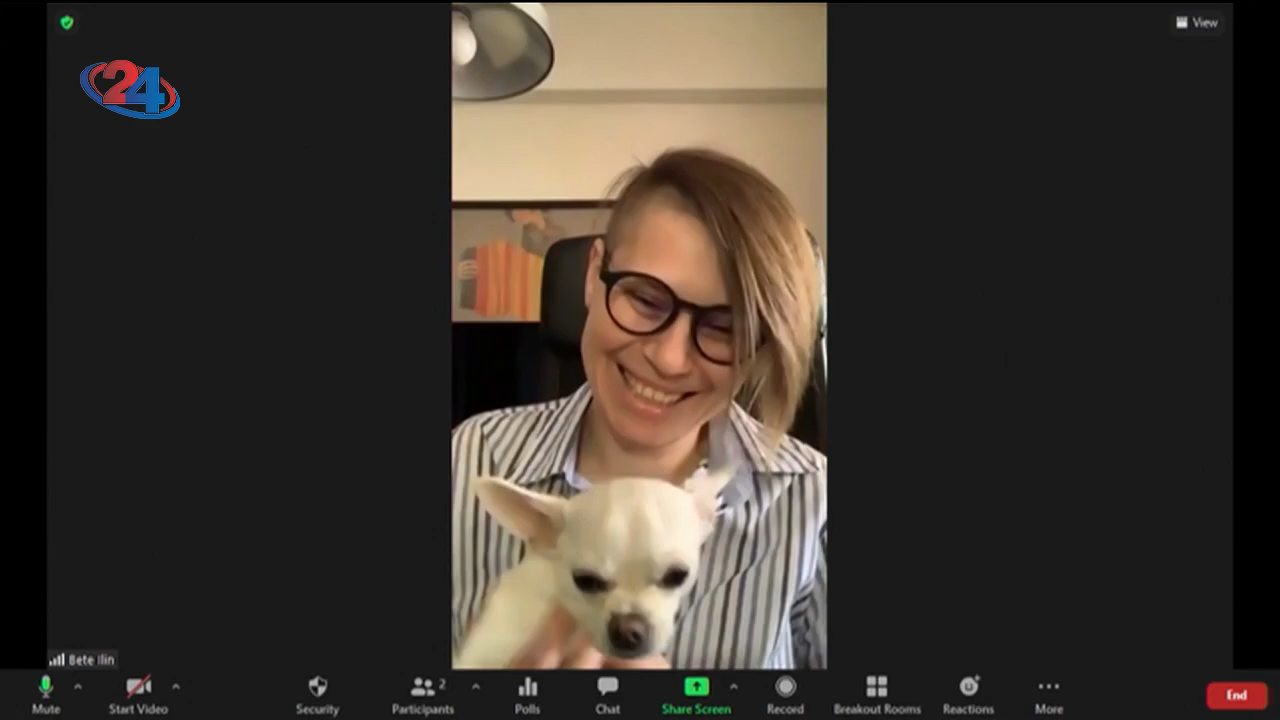 View
24
Bete Ilin
2
Mute
Start Video
Security
Participants
Polls
Chat
Share Screen
Record
Breakout Rooms
Reactions
More
End